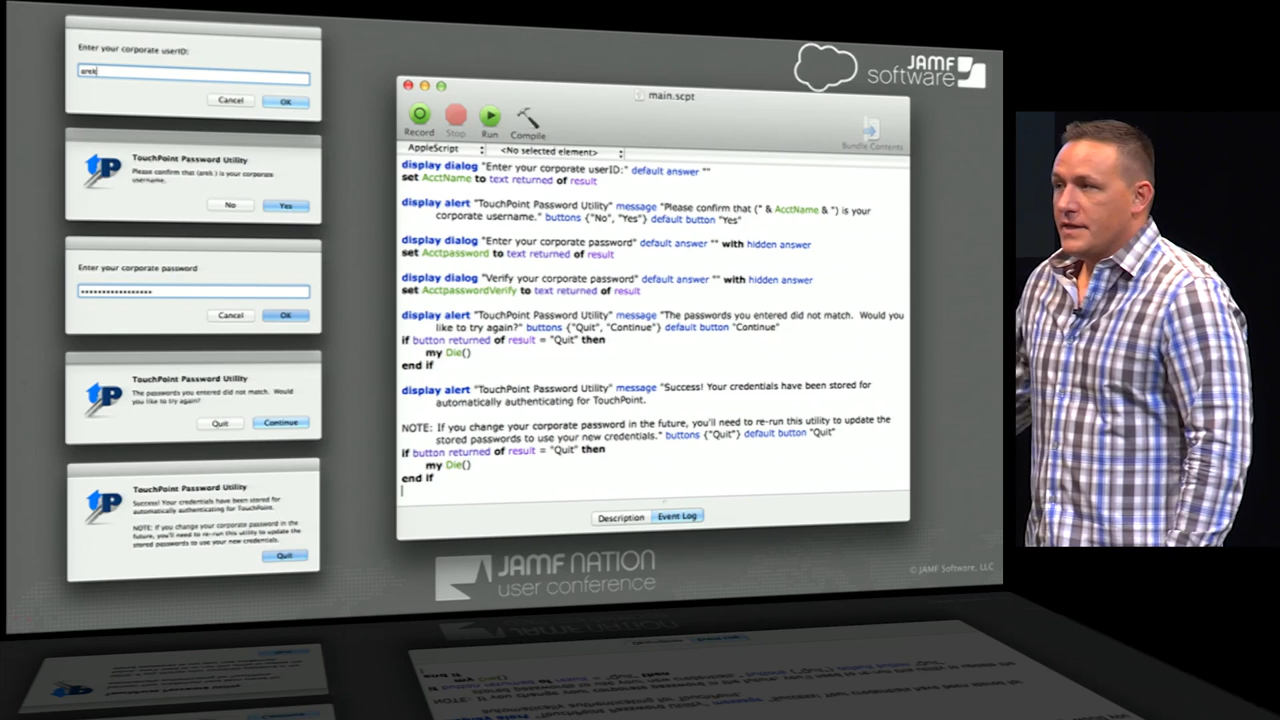 Enter your corporate userID:
arek
Cancel
OK
TouchPoint Password Utility
Please confirm that (arek ) is your corporate
username.
No
Yes
Enter your corporate password
Cancel
OK
TouchPoint Password Utility
The passwords you entered did not match. Would
you like to try again?
Quit
Continue
TouchPoint Password Utility
Success! Your credentials have been stored for
automatically authenticating for TouchPoint.
NOTE: If you change your corporate password in the
future, you'll need to re-run this utility to update the
stored passwords to use your new credentials.
Quit
JAMF
software
main.scpt
Record
Stop
Run
Compile
Bundle Contents
AppleScript
<No selected element>
display dialog "Enter your corporate userID:" default answer ""
set AcctName to text returned of result
display alert "TouchPoint Password Utility" message "Please confirm that (" & AcctName & ") is your
corporate username." buttons {"No", "Yes"} default button "Yes"
display dialog "Enter your corporate password" default answer "" with hidden answer
set Acctpassword to text returned of result
display dialog "Verify your corporate password" default answer "" with hidden answer
set AcctpasswordVerify to text returned of result
display alert "TouchPoint Password Utility" message "The passwords you entered did not match. Would you
like to try again?" buttons {"Quit", "Continue"} default button "Continue"
if button returned of result = "Quit" then
my Die()
end if
display alert "TouchPoint Password Utility" message "Success! Your credentials have been stored for
automatically authenticating for TouchPoint.
NOTE: If you change your corporate password in the future, you'll need to re-run this utility to update the
stored passwords to use your new credentials." buttons {"Quit"} default button "Quit"
if button returned of result = "Quit" then
my Die()
end if
Description
Event Log
JAMF NATION
user conference
© JAMF Software, LLC